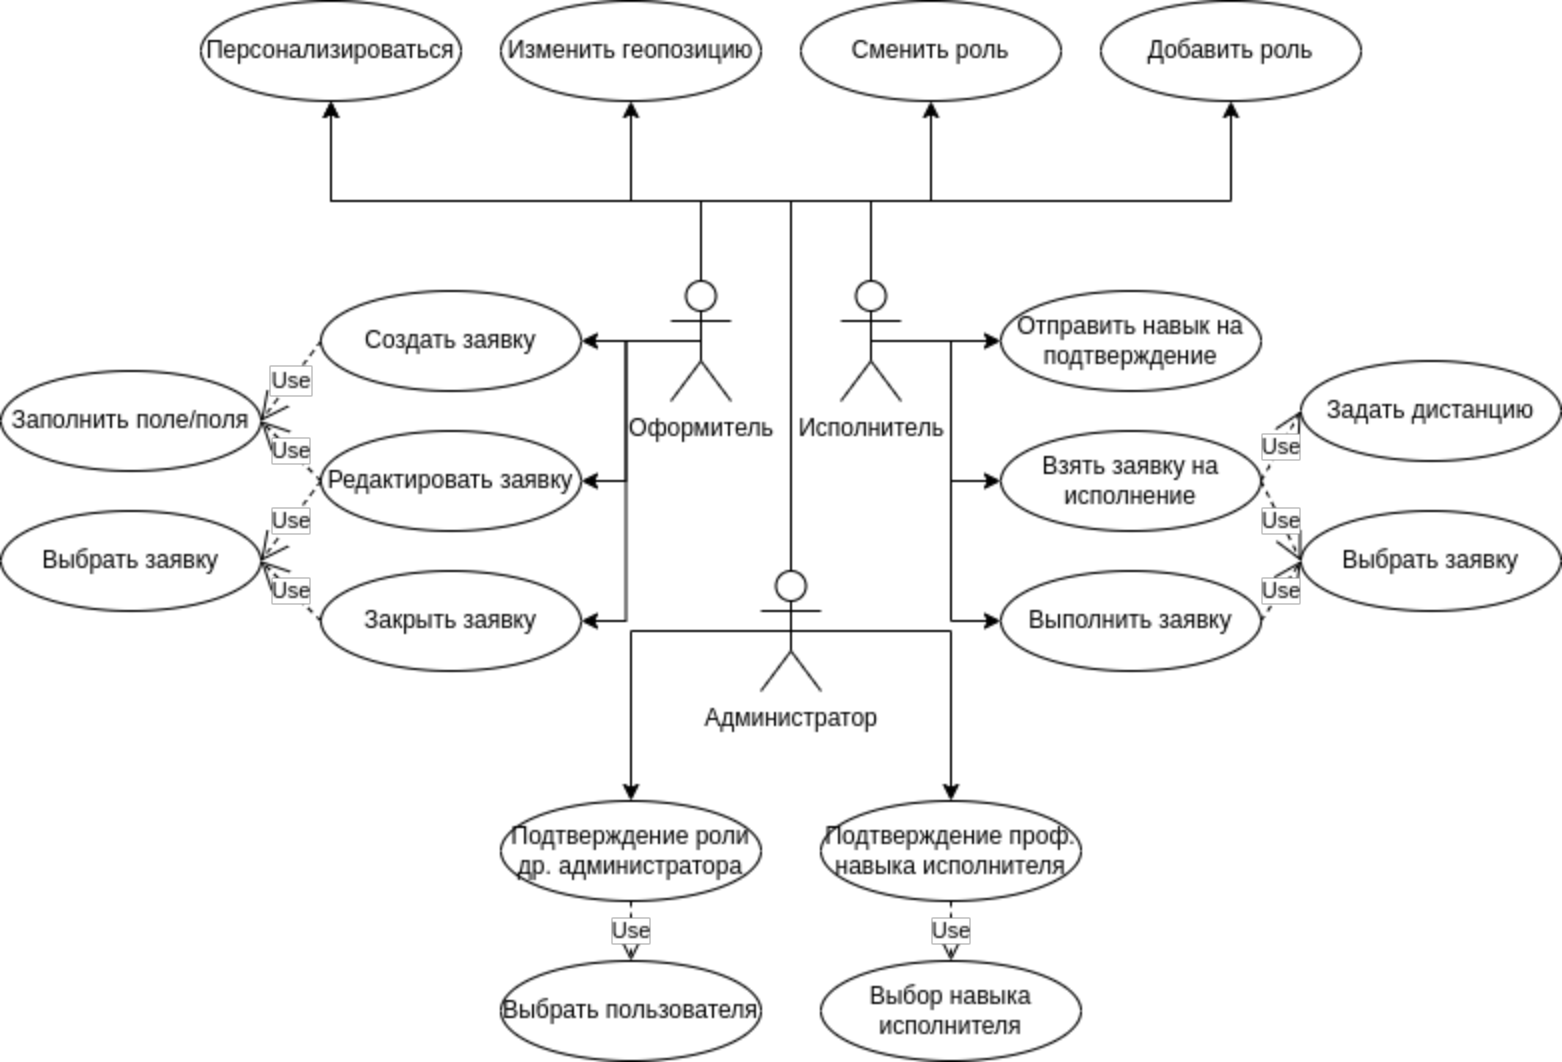 Персонализироваться
Изменить геопозицию
Сменить роль
Добавить роль
Создать заявку
Отправить навык на
подтверждение
Use
Заполнить поле/поля
Оформитель
Исполнитель
Задать дистанцию
Use
Use
Редактировать заявку
Взять заявку на
исполнение
Use
Use
Выбрать заявку
Выбрать заявку
Use
Use
Закрыть заявку
Выполнить заявку
Администратор
Подтверждение роли
др. администратора
Подтверждение проф.
навыка исполнителя
Use
Use
Выбрать пользователя
Выбор навыка
исполнителя